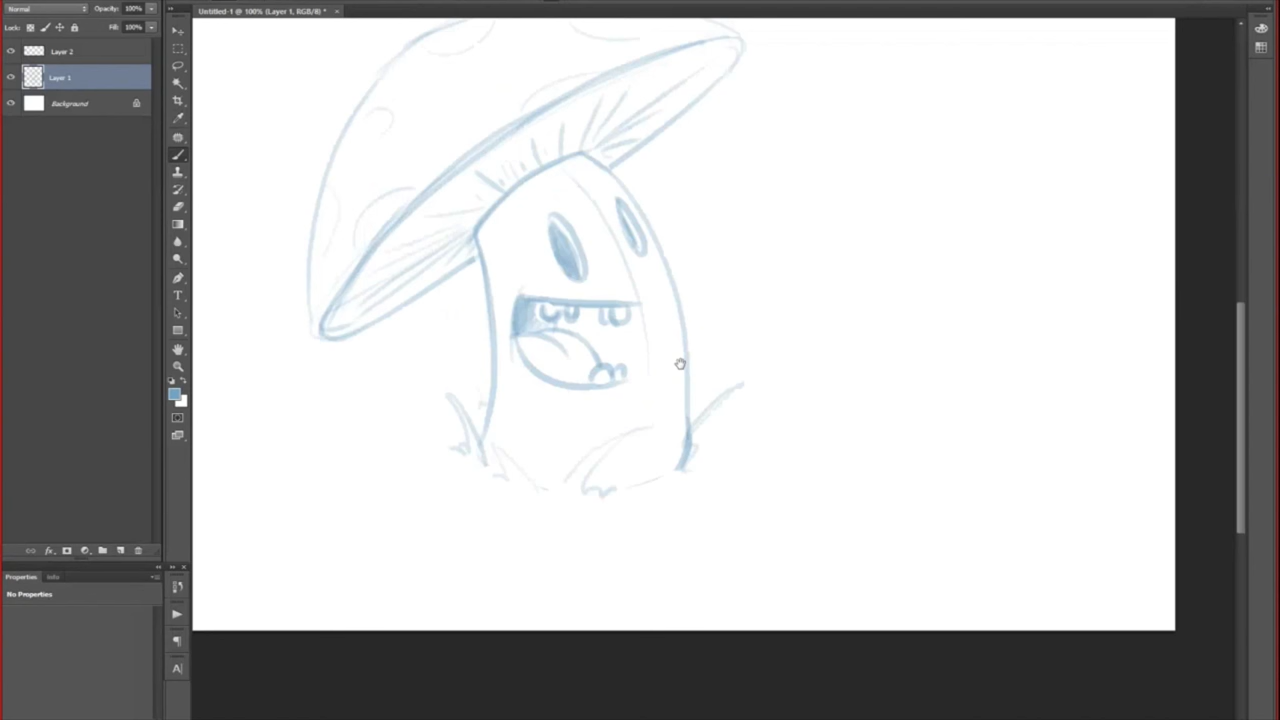 Normal
Opacity: 100%
Untitled-1 @ 100% (Layer 1, RGB/8) *
Lock:
Fill: 100%
Layer 2
Layer 1
Background
fx
Properties
Info
No Properties